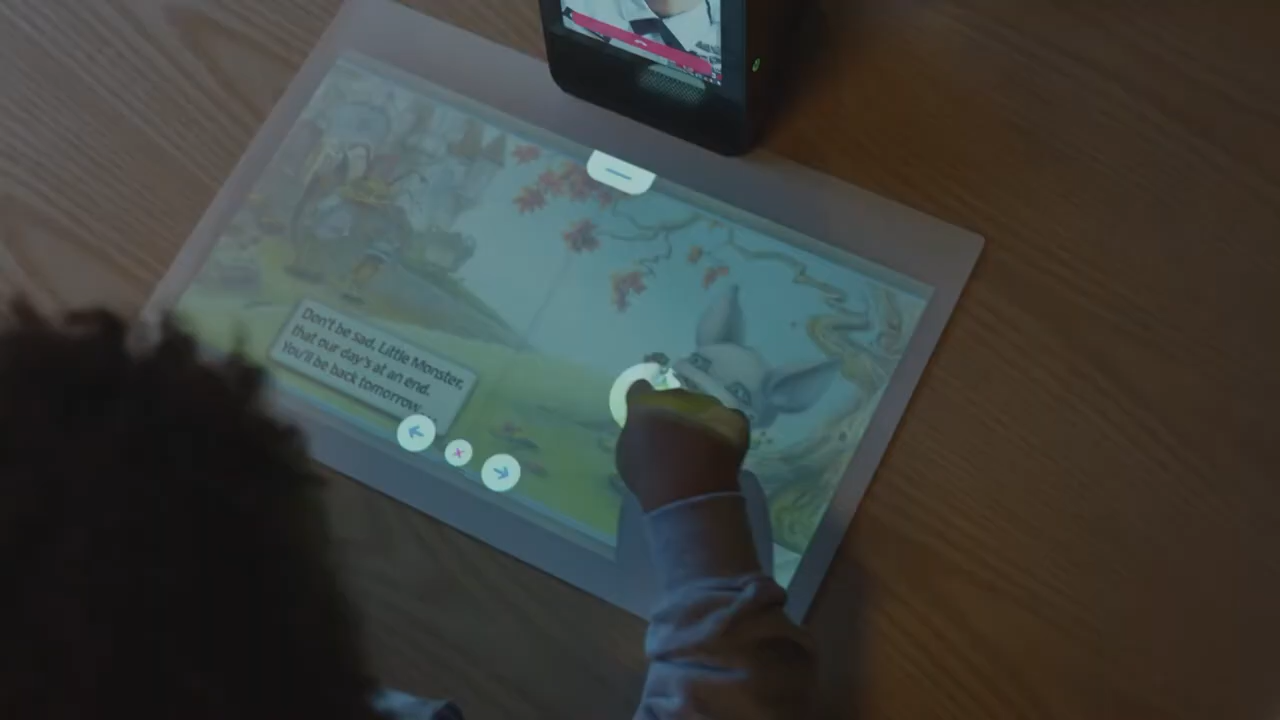 Don't be sad, Little Monster,
that our day's at an end.
You'll be back tomorrow...